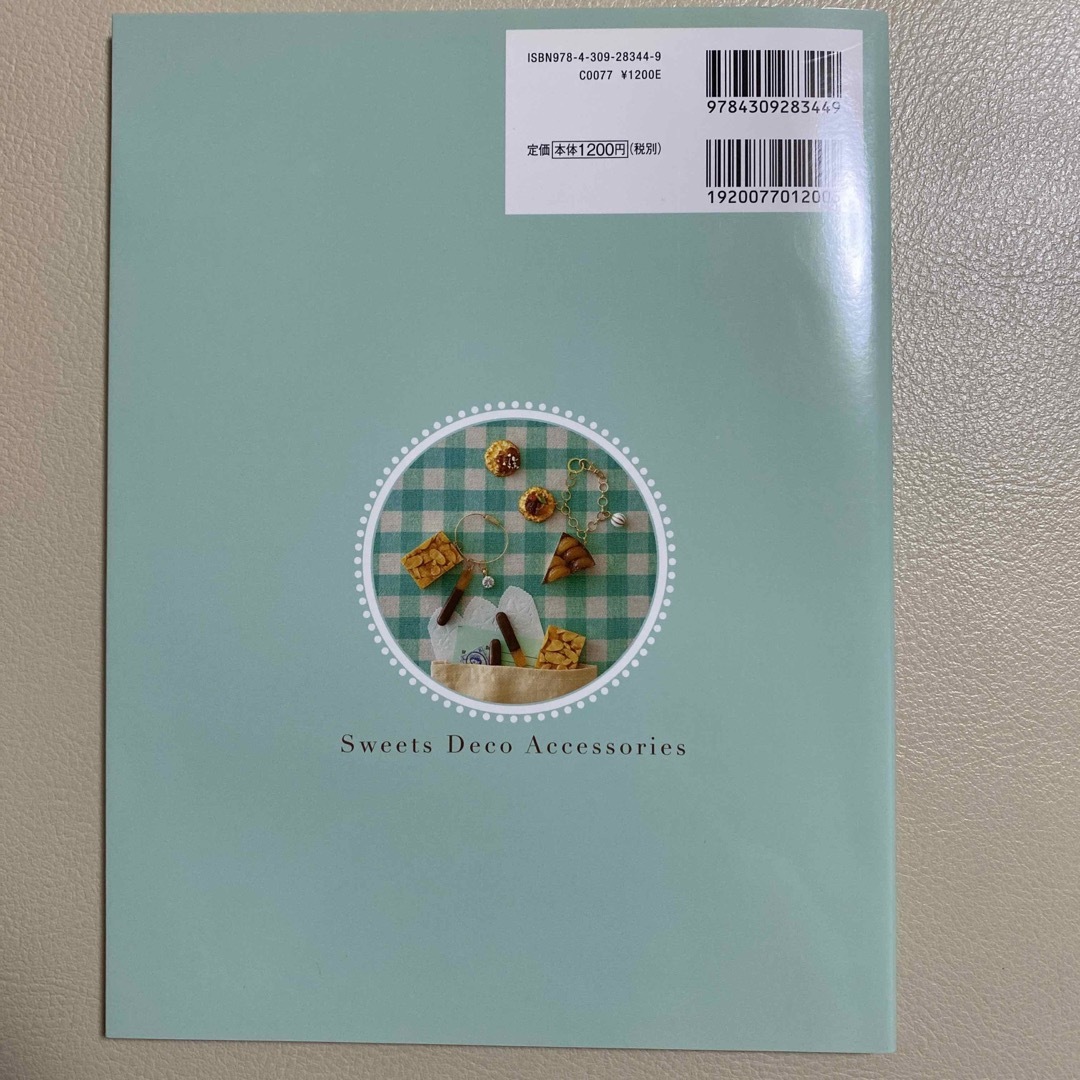 ISBN978-4-309-28344-9
C0077 ¥1200E
9784309283449
定価 本体1200円 (税別)
Sweets Deco Accessories